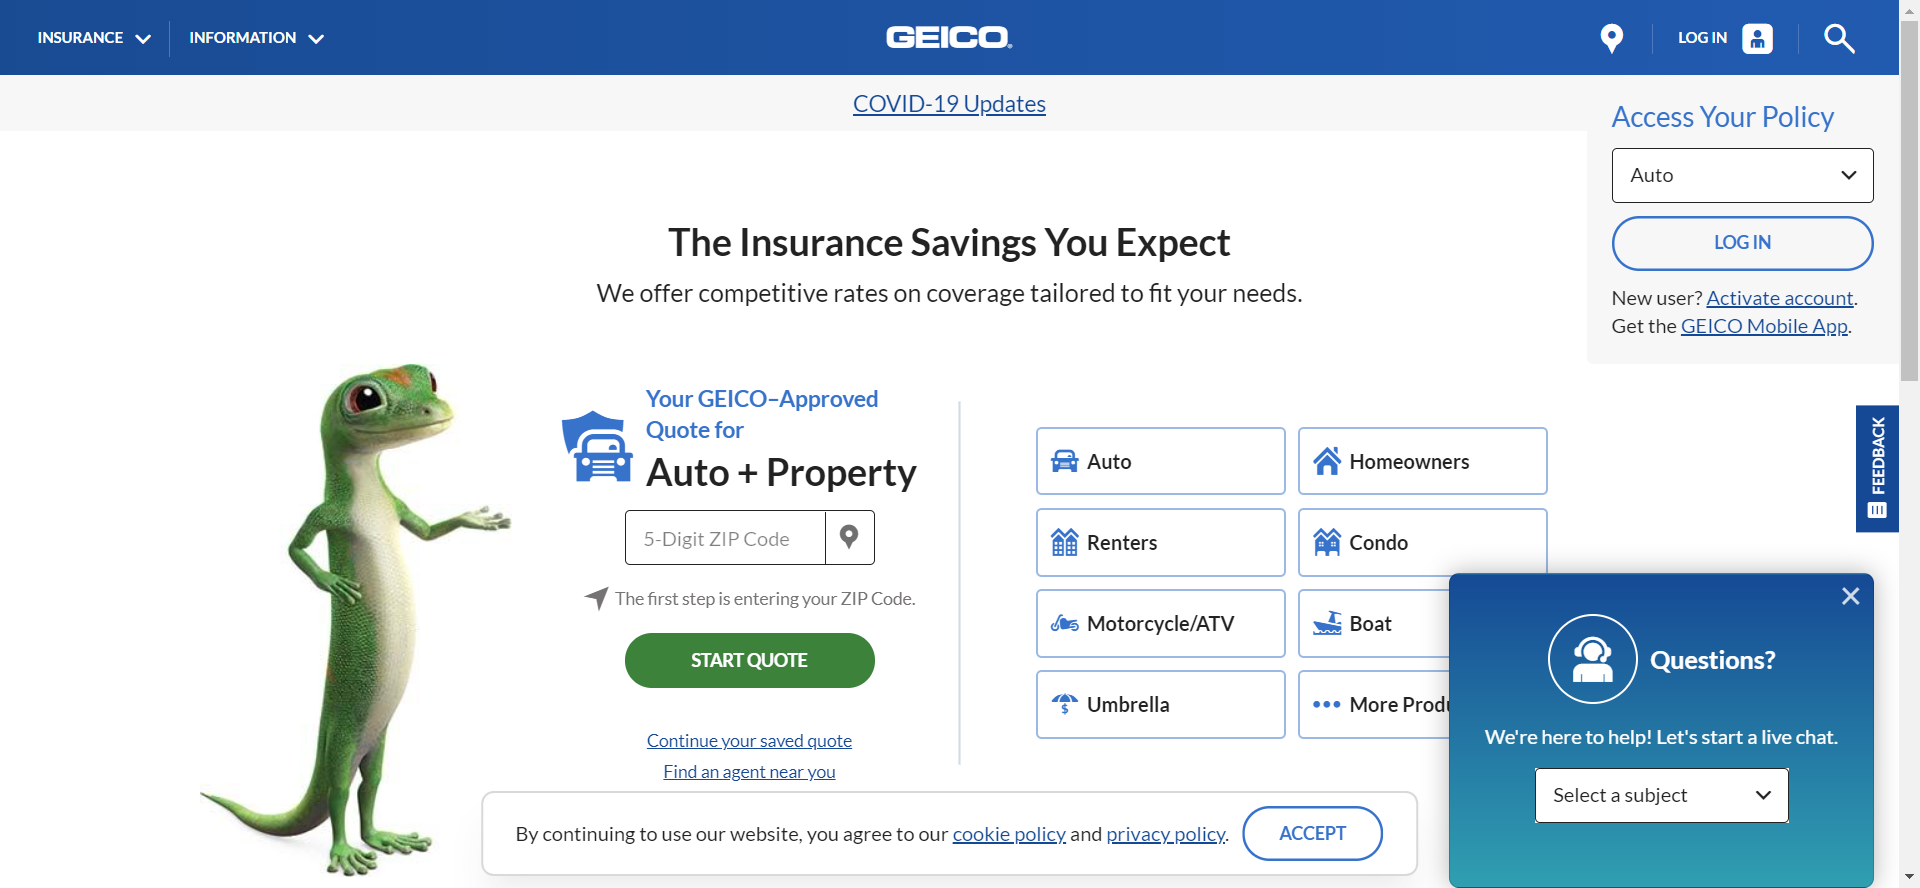 INSURANCE
INFORMATION
GEICO
LOG IN
COVID-19 Updates
Access Your Policy
Auto
LOG IN
New user? Activate account.
Get the GEICO Mobile App.
The Insurance Savings You Expect
We offer competitive rates on coverage tailored to fit your needs.
Your GEICO–Approved
Quote for
Auto + Property
5-Digit ZIP Code
The first step is entering your ZIP Code.
START QUOTE
Continue your saved quote
Find an agent near you
Auto
Homeowners
Renters
Condo
Motorcycle/ATV
Boat
Umbrella
More Produ
FEEDBACK
Questions?
We're here to help! Let's start a live chat.
Select a subject
By continuing to use our website, you agree to our cookie policy and privacy policy.
ACCEPT